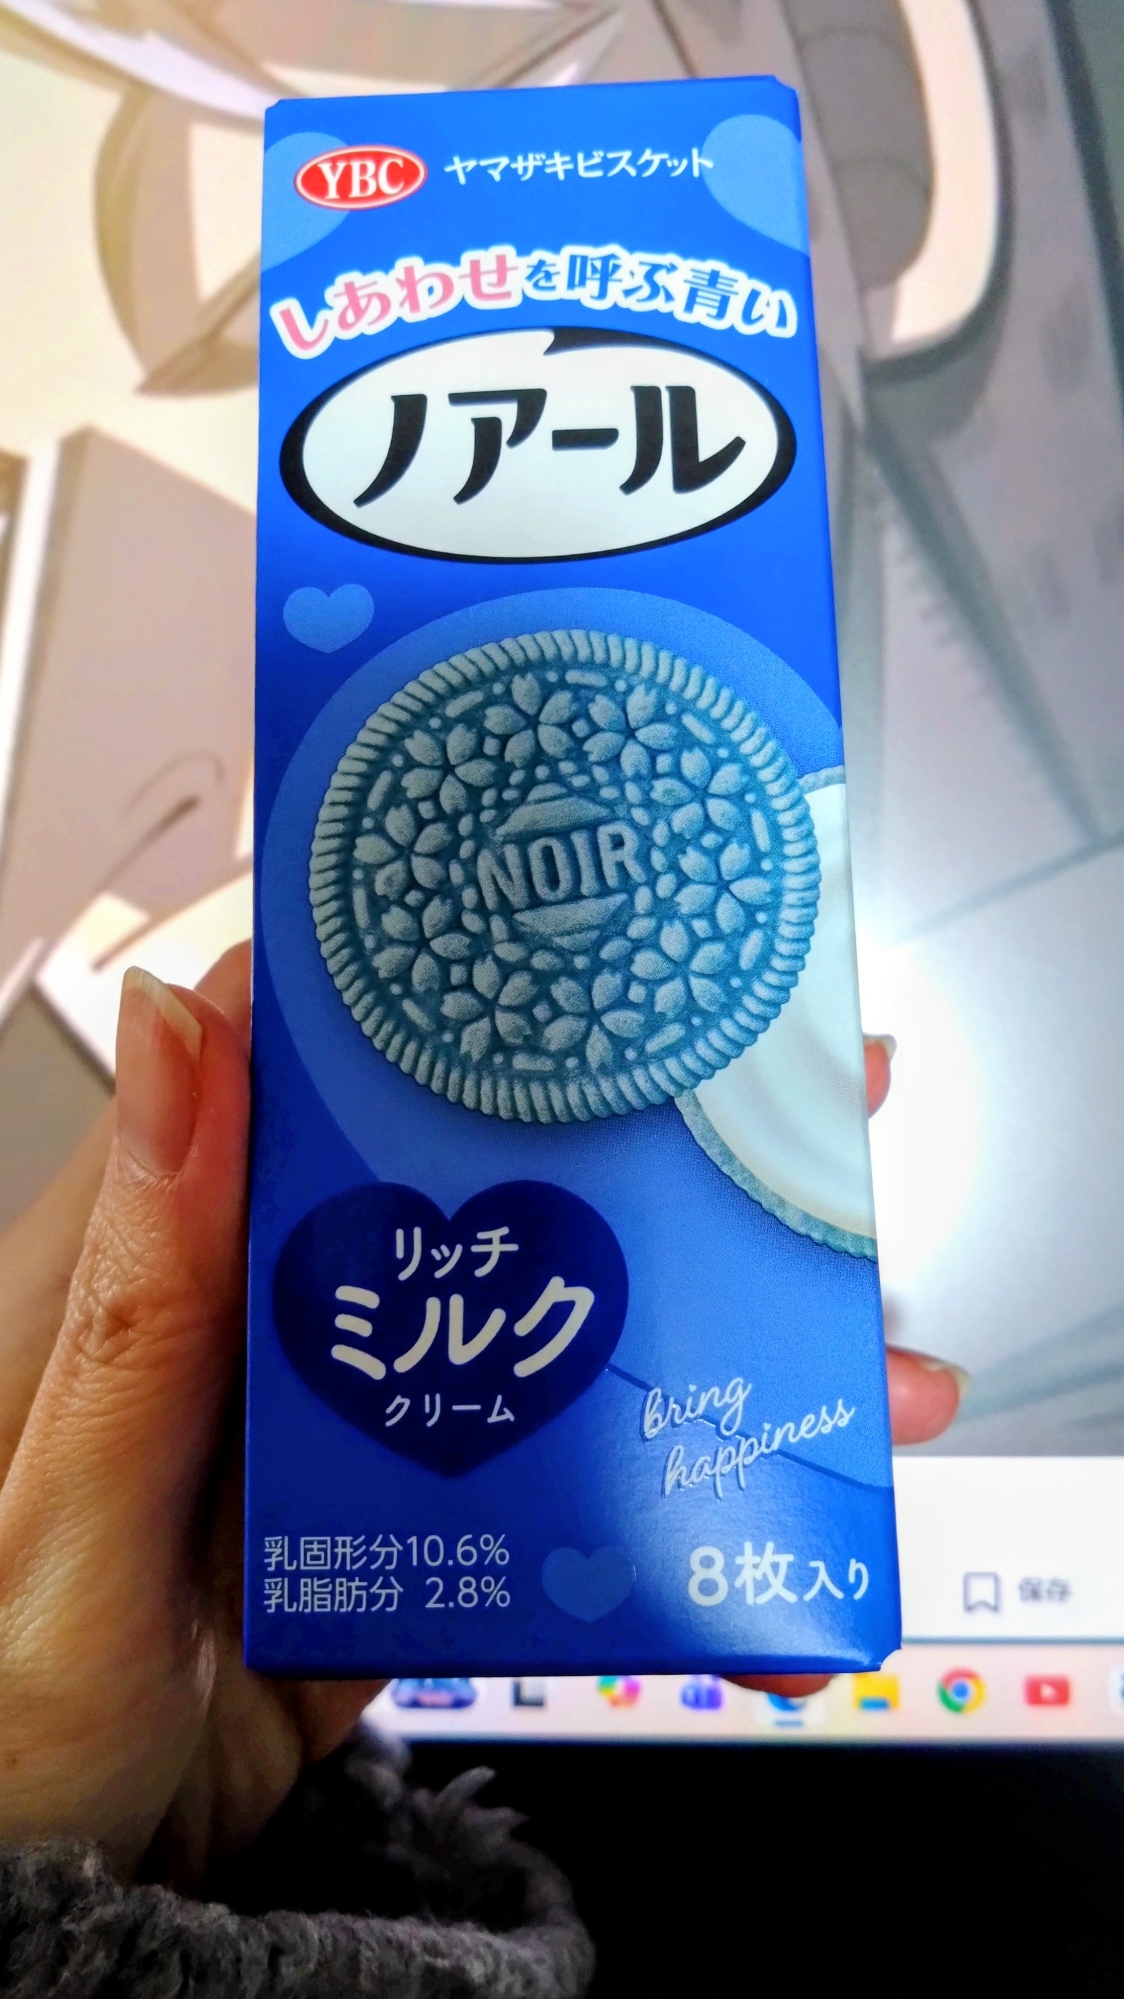 YBC ヤマザキビスケット
しあわせを呼ぶ青い
ノアール
NOIR
リッチ
ミルク
クリーム
bring
happiness
乳固形分10.6%
乳脂肪分 2.8%
8枚入り
保存